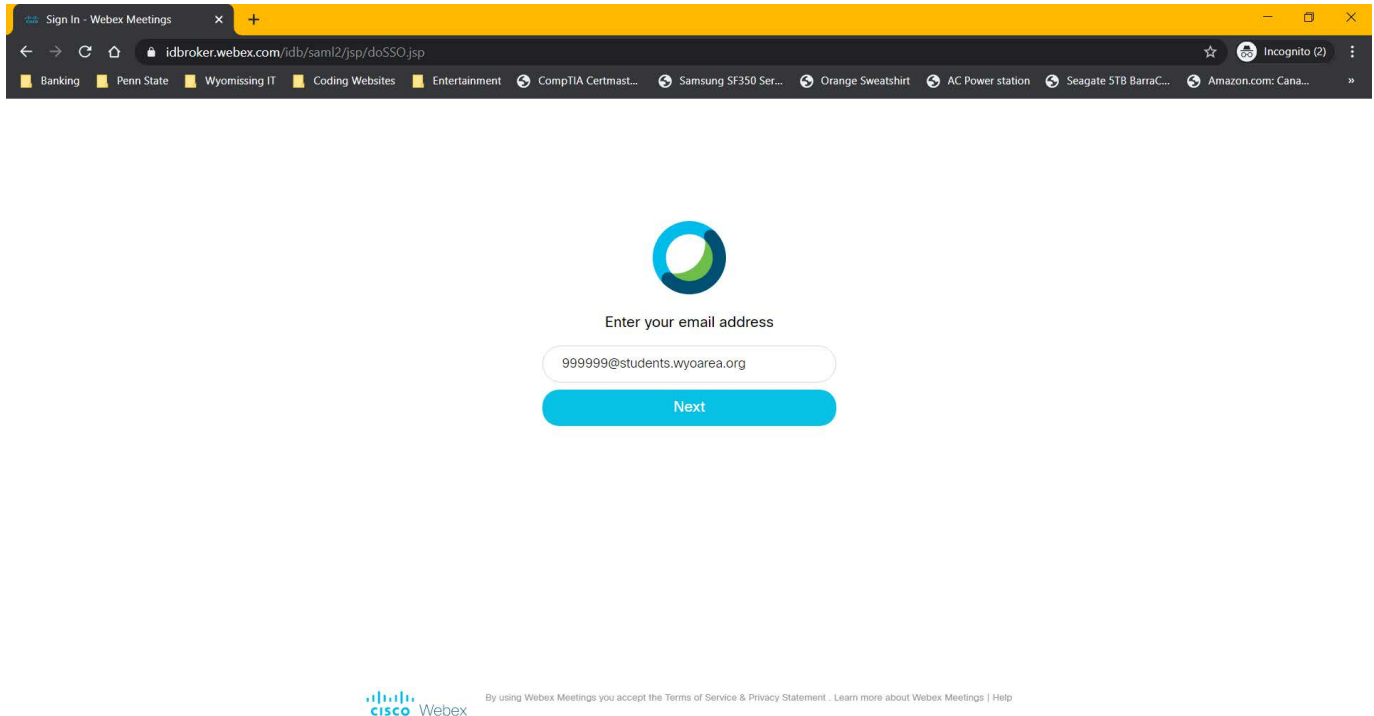 Sign In - Webex Meetings
idbroker.webex.com/idb/saml2/jsp/doSSO.jsp Incognito (2)
Banking Penn State Wyomissing IT Coding Websites Entertainment CompTIA Certmast... Samsung SF350 Ser... Orange Sweatshirt AC Power station Seagate 5TB BarraC... Amazon.com: Cana... »
Enter your email address
999999@students.wyoarea.org
Next
CISCO Webex
By using Webex Meetings you accept the Terms of Service & Privacy Statement . Learn more about Webex Meetings | Help